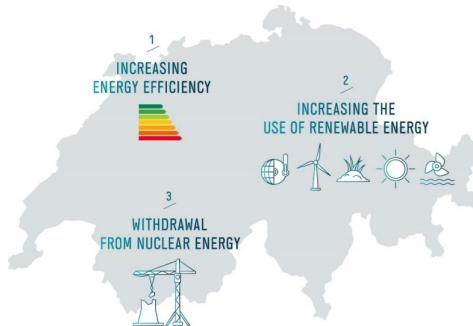 1
INCREASING
ENERGY EFFICIENCY
2
INCREASING THE
USE OF RENEWABLE ENERGY
3
WITHDRAWAL
FROM NUCLEAR ENERGY